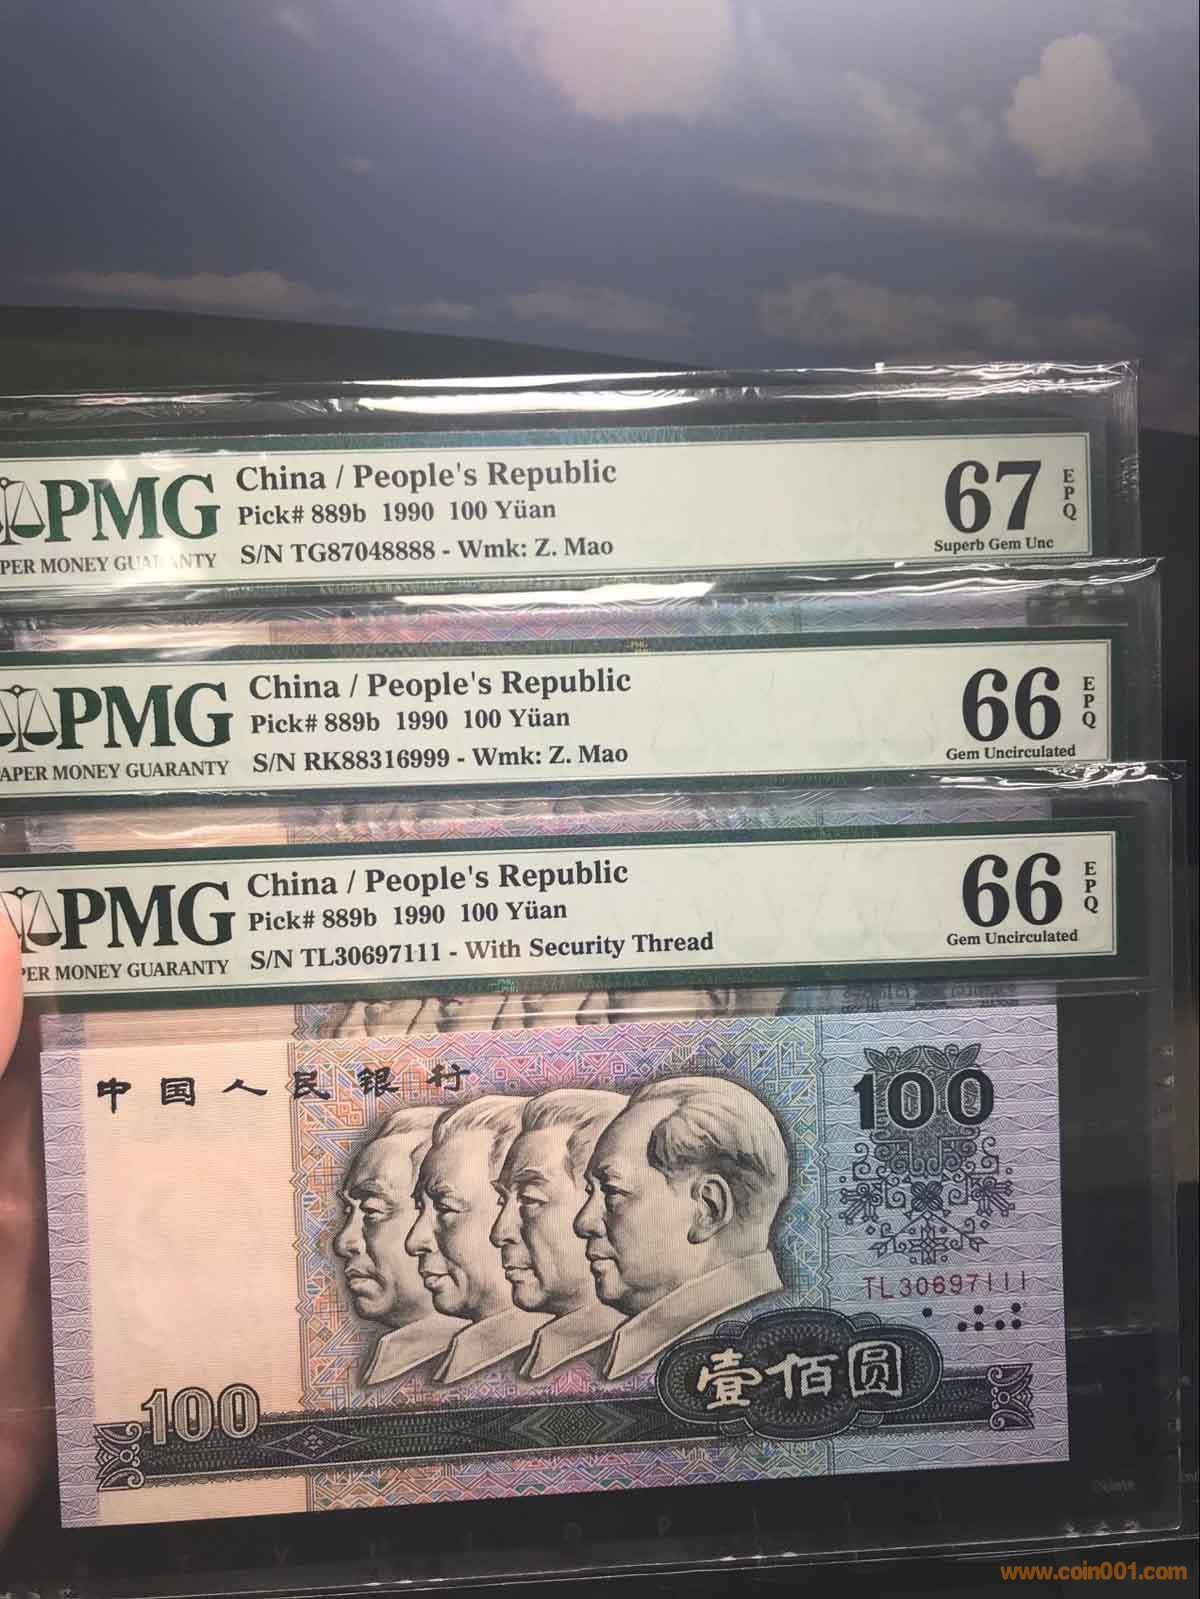 PMG
China / People's Republic
Pick# 889b 1990 100 Yüan
S/N TG87048888 - Wmk: Z. Mao
PER MONEY GUARANTY
67
EPQ
Superb Gem Unc
PMG
China / People's Republic
Pick# 889b 1990 100 Yüan
S/N RK88316999 - Wmk: Z. Mao
APER MONEY GUARANTY
66
EPQ
Gem Uncirculated
PMG
China / People's Republic
Pick# 889b 1990 100 Yüan
S/N TL30697111 - With Security Thread
PER MONEY GUARANTY
66
EPQ
Gem Uncirculated
中国人民银行
100
TL30697111
壹佰圆
100
Delete
www.coin001.com